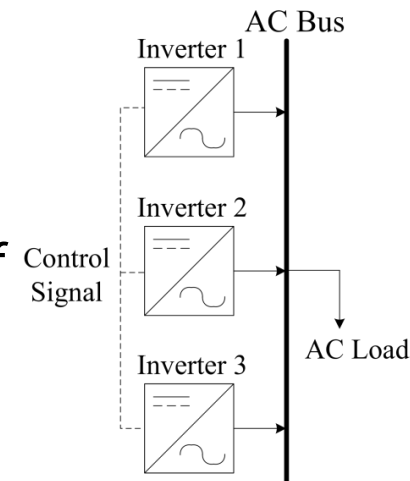 AC Bus
Inverter 1
Inverter 2
f
Control
Signal
AC Load
Inverter 3